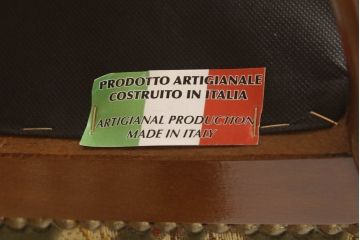 PRODOTTO ARTIGIANALE
COSTRUITO IN ITALIA
ARTIGIANAL PRODUCTION
MADE IN ITALY